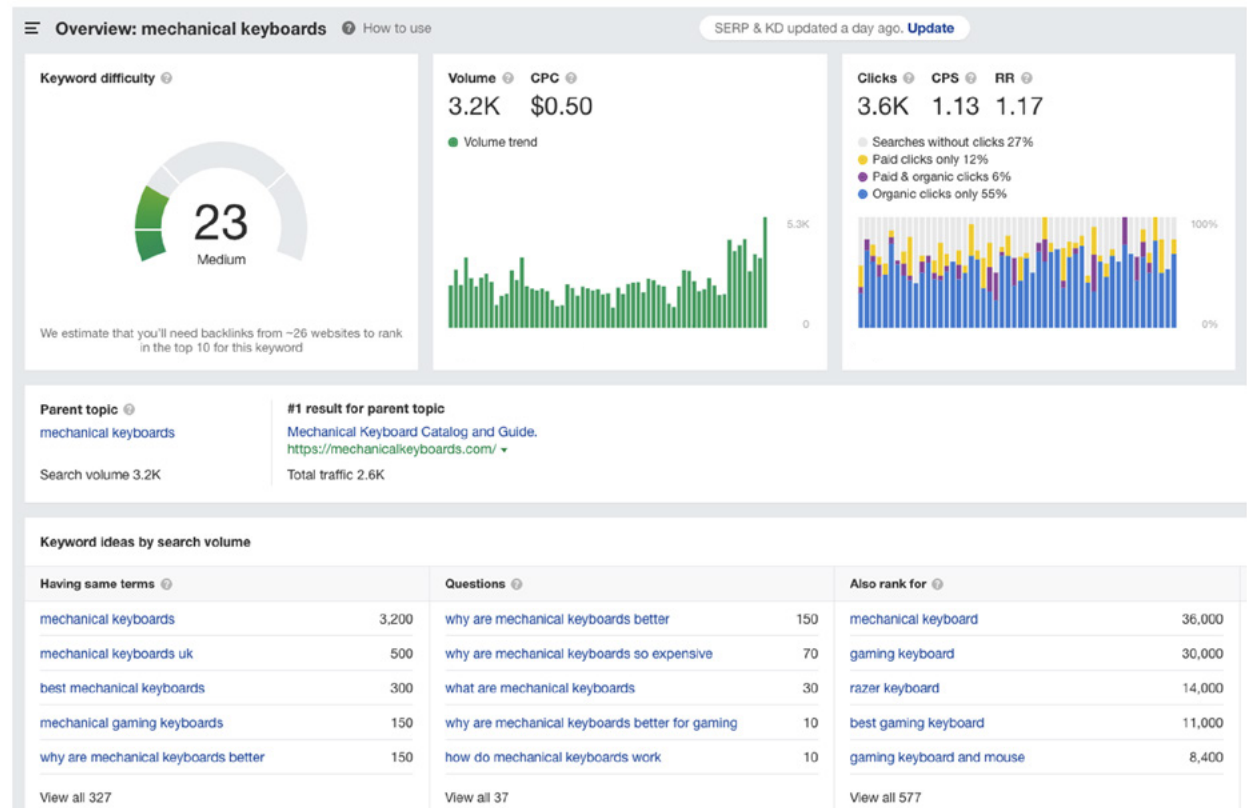 Overview: mechanical keyboards ? How to use
SERP & KD updated a day ago. Update
Keyword difficulty ?
23
Medium
We estimate that you'll need backlinks from ~26 websites to rank
in the top 10 for this keyword
Volume ? CPC ?
3.2K $0.50
Volume trend
5.3K
0
Clicks ? CPS ? RR ?
3.6K 1.13 1.17
Searches without clicks 27%
Paid clicks only 12%
Paid & organic clicks 6%
Organic clicks only 55%
100%
0%
Parent topic ?
mechanical keyboards
Search volume 3.2K
#1 result for parent topic
Mechanical Keyboard Catalog and Guide.
https://mechanicalkeyboards.com/
Total traffic 2.6K
Keyword ideas by search volume
Having same terms ?
mechanical keyboards 3,200
mechanical keyboards uk 500
best mechanical keyboards 300
mechanical gaming keyboards 150
why are mechanical keyboards better 150
View all 327
Questions ?
why are mechanical keyboards better 150
why are mechanical keyboards so expensive 70
what are mechanical keyboards 30
why are mechanical keyboards better for gaming 10
how do mechanical keyboards work 10
View all 37
Also rank for ?
mechanical keyboard 36,000
gaming keyboard 30,000
razer keyboard 14,000
best gaming keyboard 11,000
gaming keyboard and mouse 8,400
View all 577